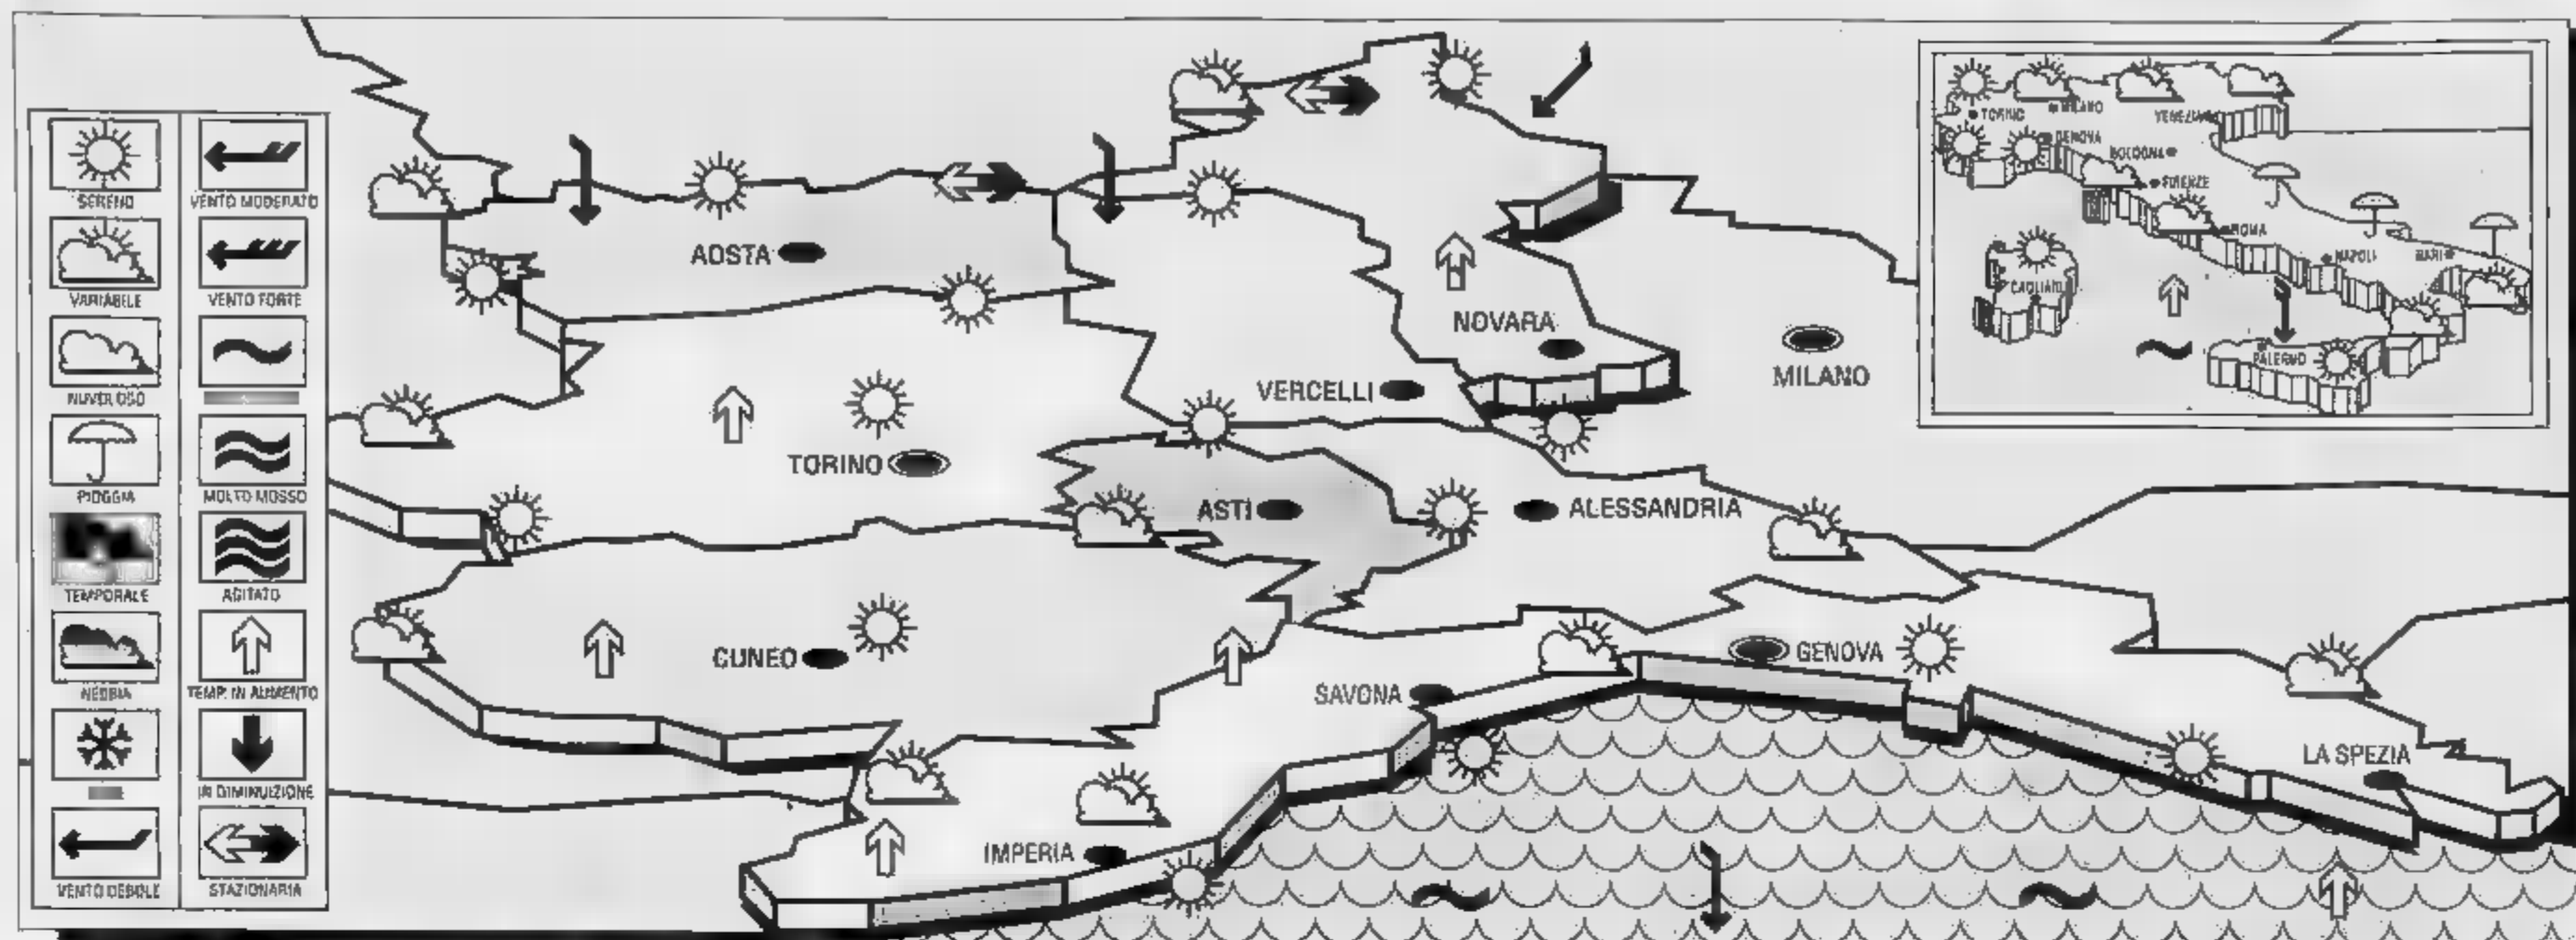 SERENO
VENTO MODERATO
VARIABILE
VENTO FORTE
NUVOLOSO
PIOGGIA
MOLTO MOSSO
TEMPORALE
AGITATO
NEBBIA
TEMP. IN AUMENTO
IN DIMINUIZIONE
VENTO DEBOLE
STAZIONARIA
AOSTA
NOVARA
VERCELLI
MILANO
TORINO
ASTI
ALESSANDRIA
CUNEO
GENOVA
SAVONA
LA SPEZIA
IMPERIA
TORINO
MILANO
VENEZIA
GENOVA
BOLOGNA
FIRENZE
ROMA
NAPOLI
BARI
CAGLIARI
PALERMO